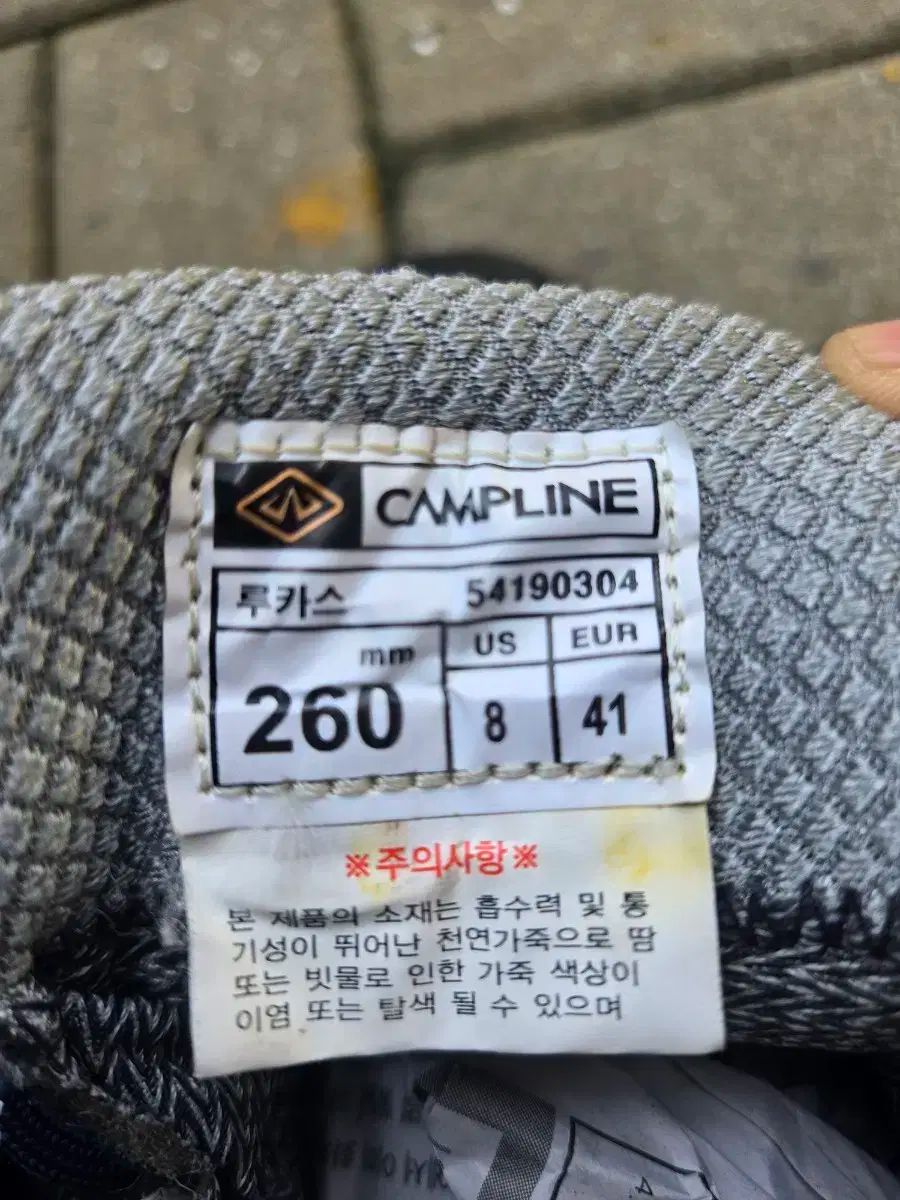 CAMPLINE
루카스 54190304
mm US EUR
260 8 41
※주의사항※
본 제품의 소재는 흡수력 및 통
기성이 뛰어난 천연가죽으로 땀
또는 빗물로 인한 가죽 색상이
이염 또는 탈색 될 수 있으며